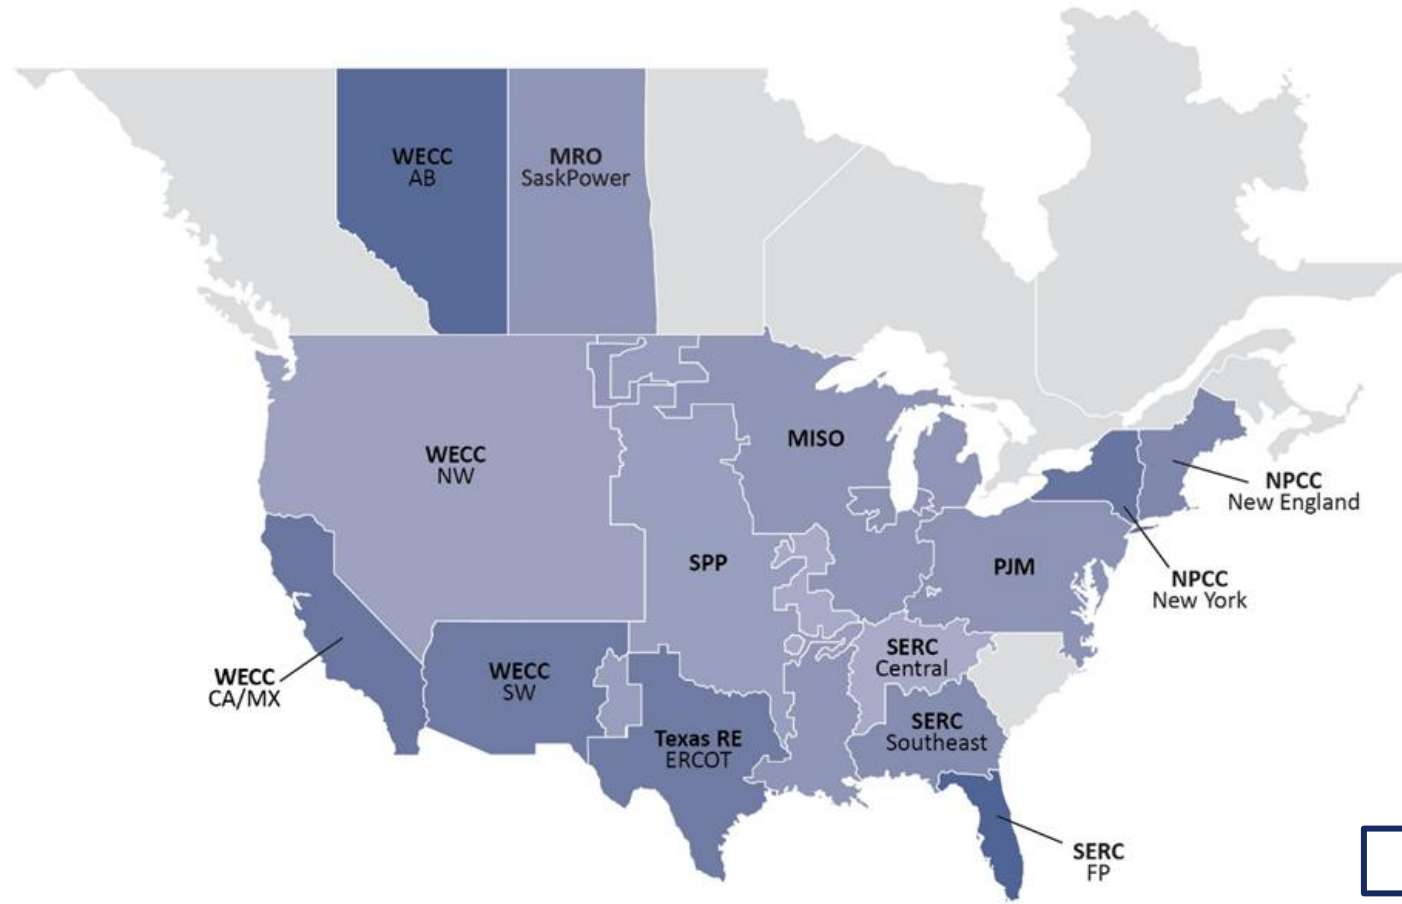 WECC
AB
MRO
SaskPower
WECC
NW
MISO
NPCC
New England
SPP
PJM
NPCC
New York
WECC
CA/MX
WECC
SW
SERC
Central
SERC
Southeast
Texas RE
ERCOT
SERC
FP